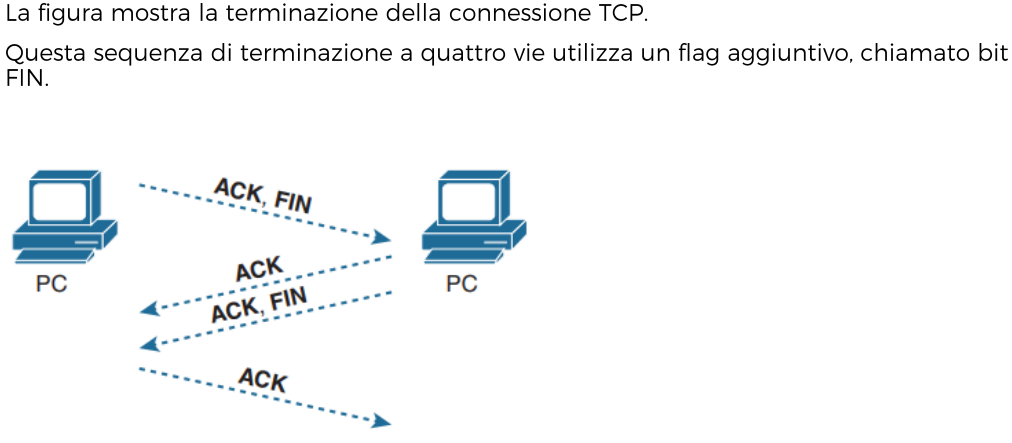 La figura mostra la terminazione della connessione TCP.
Questa sequenza di terminazione a quattro vie utilizza un flag aggiuntivo, chiamato bit
FIN.
ACK, FIN
ACK
ACK, FIN
ACK
PC
PC